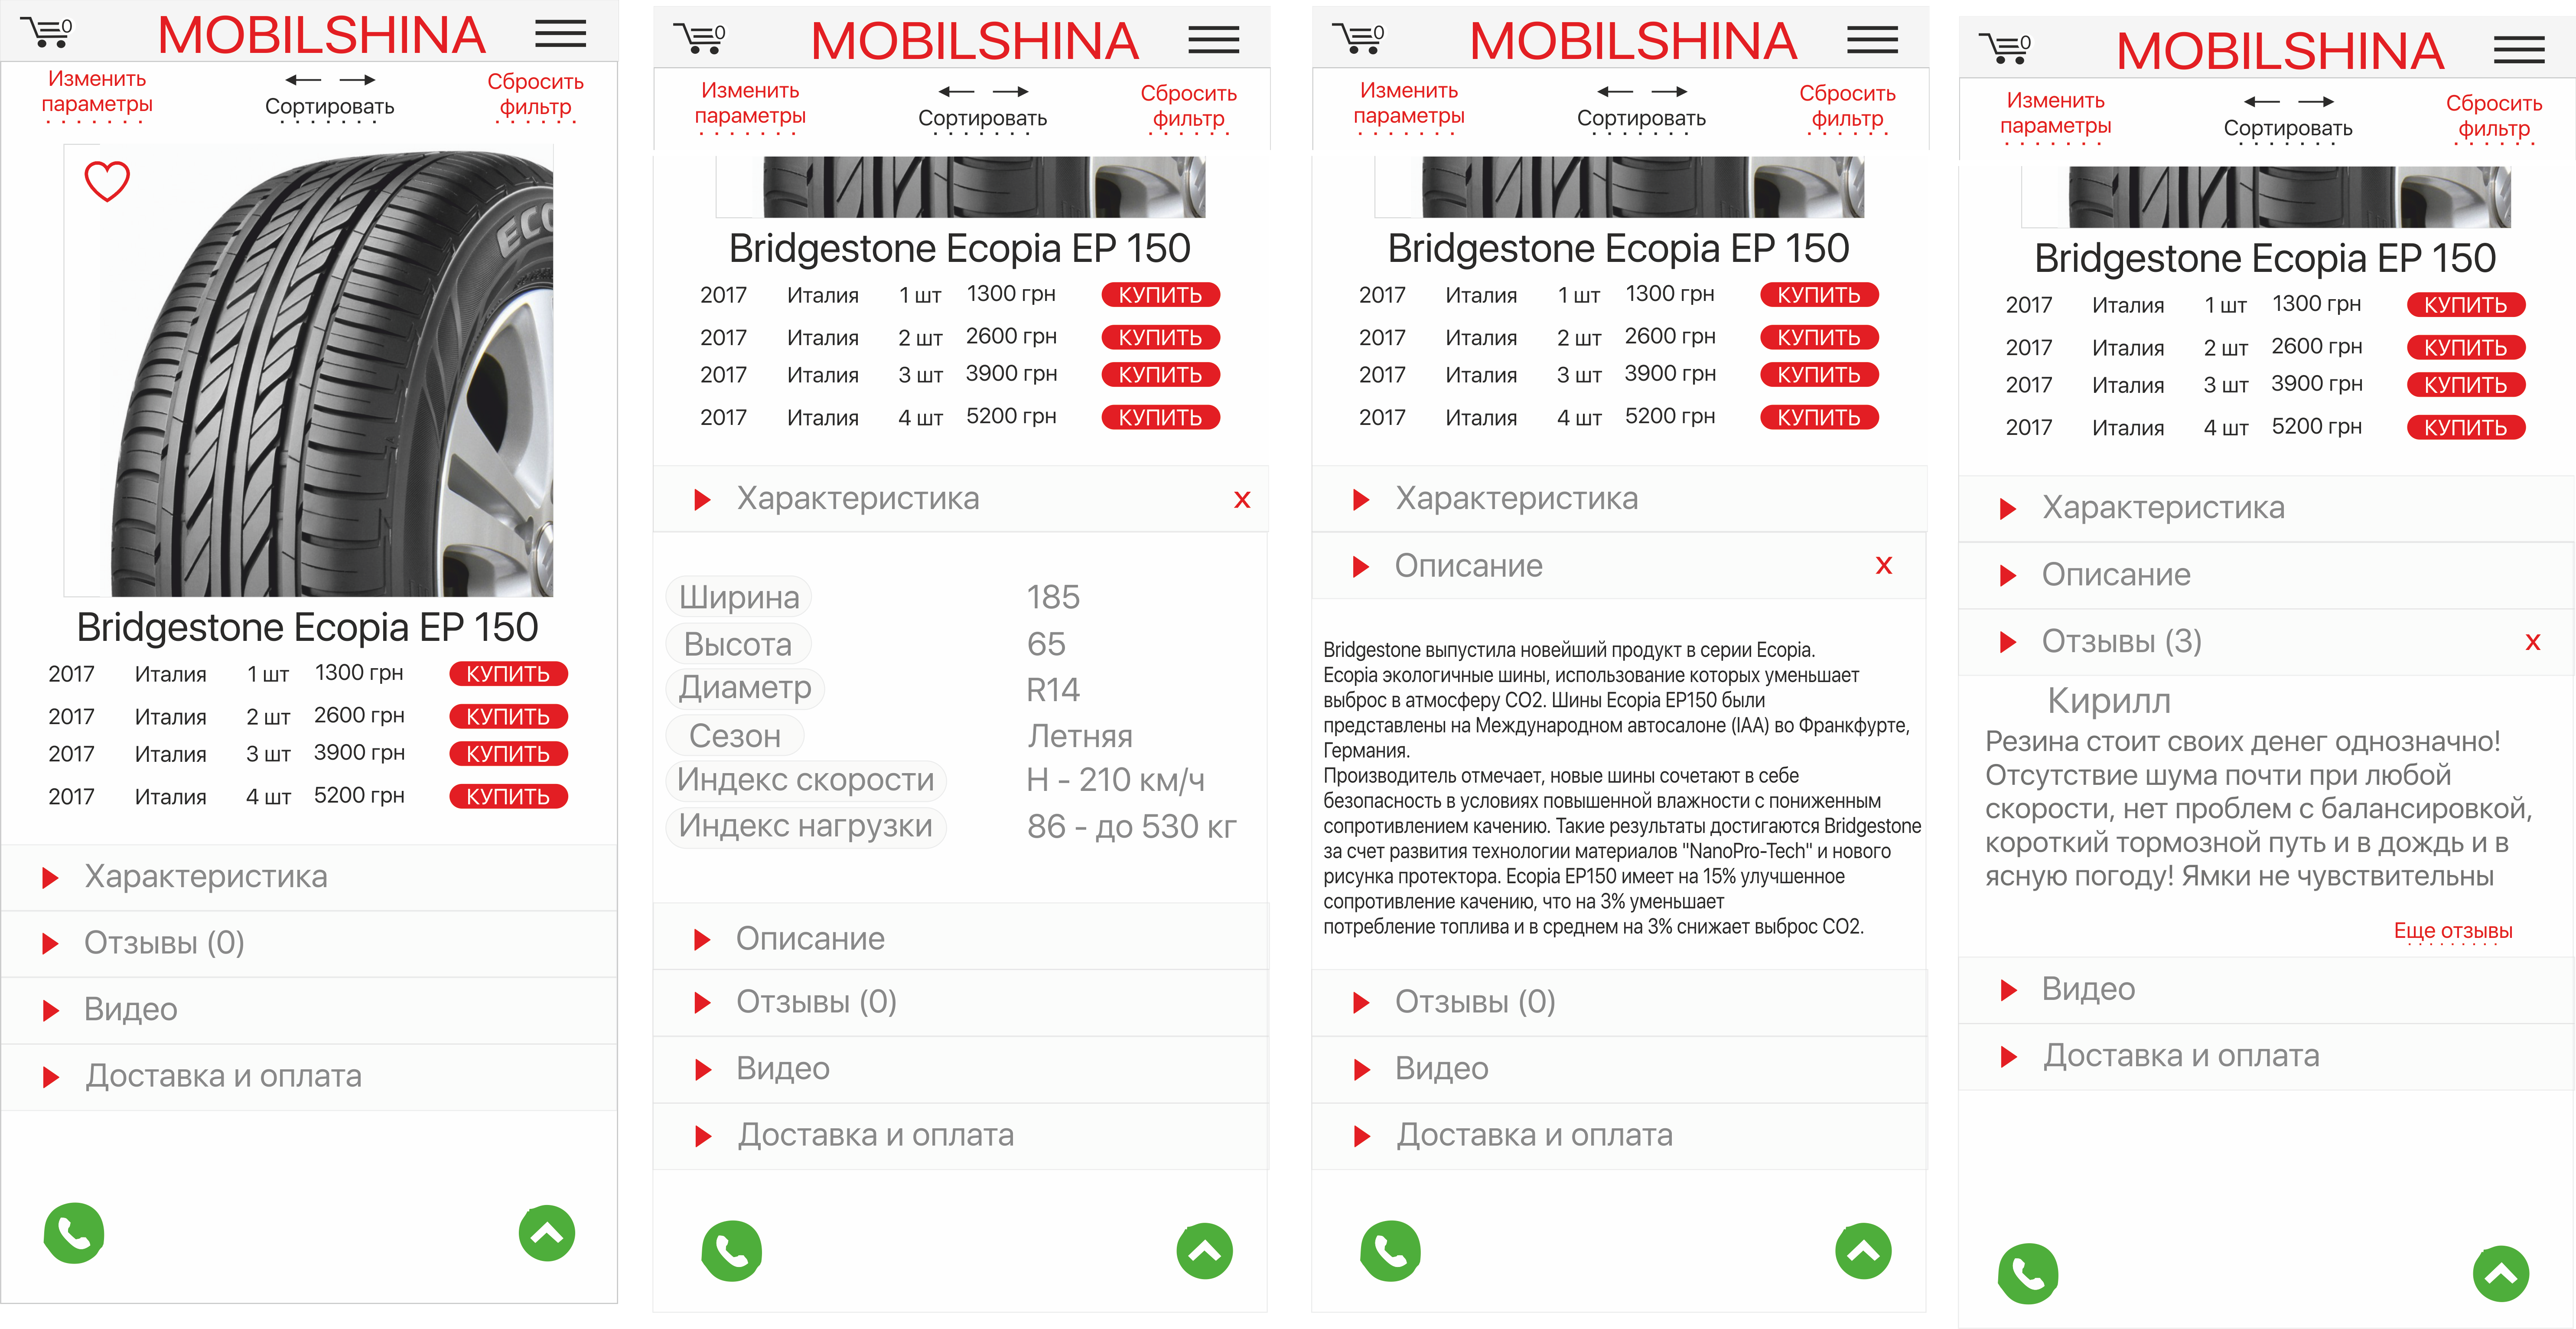 0
MOBILSHINA
Изменить
параметры
Сортировать
Сбросить
фильтр
ECO
Bridgestone Ecopia EP 150
2017 Италия 1 шт 1300 грн КУПИТЬ
2017 Италия 2 шт 2600 грн КУПИТЬ
2017 Италия 3 шт 3900 грн КУПИТЬ
2017 Италия 4 шт 5200 грн КУПИТЬ
Характеристика
Отзывы (0)
Видео
Доставка и оплата
0
MOBILSHINA
Изменить
параметры
Сортировать
Сбросить
фильтр
Bridgestone Ecopia EP 150
2017 Италия 1 шт 1300 грн КУПИТЬ
2017 Италия 2 шт 2600 грн КУПИТЬ
2017 Италия 3 шт 3900 грн КУПИТЬ
2017 Италия 4 шт 5200 грн КУПИТЬ
Характеристика x
Ширина 185
Высота 65
Диаметр R14
Сезон Летняя
Индекс скорости H - 210 км/ч
Индекс нагрузки 86 - до 530 кг
Описание
Отзывы (0)
Видео
Доставка и оплата
0
MOBILSHINA
Изменить
параметры
Сортировать
Сбросить
фильтр
Bridgestone Ecopia EP 150
2017 Италия 1 шт 1300 грн КУПИТЬ
2017 Италия 2 шт 2600 грн КУПИТЬ
2017 Италия 3 шт 3900 грн КУПИТЬ
2017 Италия 4 шт 5200 грн КУПИТЬ
Характеристика
Описание x
Bridgestone выпустила новейший продукт в серии Ecopia.
Ecopia экологичные шины, использование которых уменьшает
выброс в атмосферу CO2. Шины Ecopia EP150 были
представлены на Международном автосалоне (IAA) во Франкфурте,
Германия.
Производитель отмечает, новые шины сочетают в себе
безопасность в условиях повышенной влажности с пониженным
сопротивлением качению. Такие результаты достигаются Bridgestone
за счет развития технологии материалов "NanoPro-Tech" и нового
рисунка протектора. Ecopia EP150 имеет на 15% улучшенное
сопротивление качению, что на 3% уменьшает
потребление топлива и в среднем на 3% снижает выброс CO2.
Отзывы (0)
Видео
Доставка и оплата
0
MOBILSHINA
Изменить
параметры
Сортировать
Сбросить
фильтр
Bridgestone Ecopia EP 150
2017 Италия 1 шт 1300 грн КУПИТЬ
2017 Италия 2 шт 2600 грн КУПИТЬ
2017 Италия 3 шт 3900 грн КУПИТЬ
2017 Италия 4 шт 5200 грн КУПИТЬ
Характеристика
Описание
Отзывы (3) x
Кирилл
Резина стоит своих денег однозначно!
Отсутствие шума почти при любой
скорости, нет проблем с балансировкой,
короткий тормозной путь и в дождь и в
ясную погоду! Ямки не чувствительны
Еще отзывы
Видео
Доставка и оплата